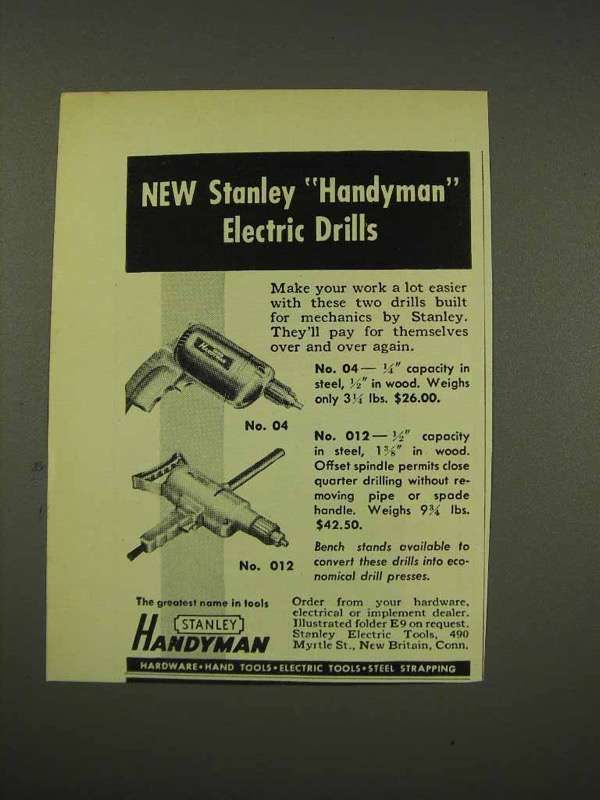 NEW Stanley "Handyman"
Electric Drills
Make your work a lot easier
with these two drills built
for mechanics by Stanley.
They'll pay for themselves
over and over again.
No. 04 — ¼" capacity in
steel, ½" in wood. Weighs
only 3¼ lbs. $26.00.
No. 04
No. 012 — ½" capacity
in steel, 1⅜" in wood.
Offset spindle permits close
quarter drilling without re-
moving pipe or spade
handle. Weighs 9¾ lbs.
$42.50.
No. 012
Bench stands available to
convert these drills into eco-
nomical drill presses.
The greatest name in tools
STANLEY
HANDYMAN
Order from your hardware,
electrical or implement dealer.
Illustrated folder E9 on request.
Stanley Electric Tools, 490
Myrtle St., New Britain, Conn.
HARDWARE • HAND TOOLS • ELECTRIC TOOLS • STEEL STRAPPING